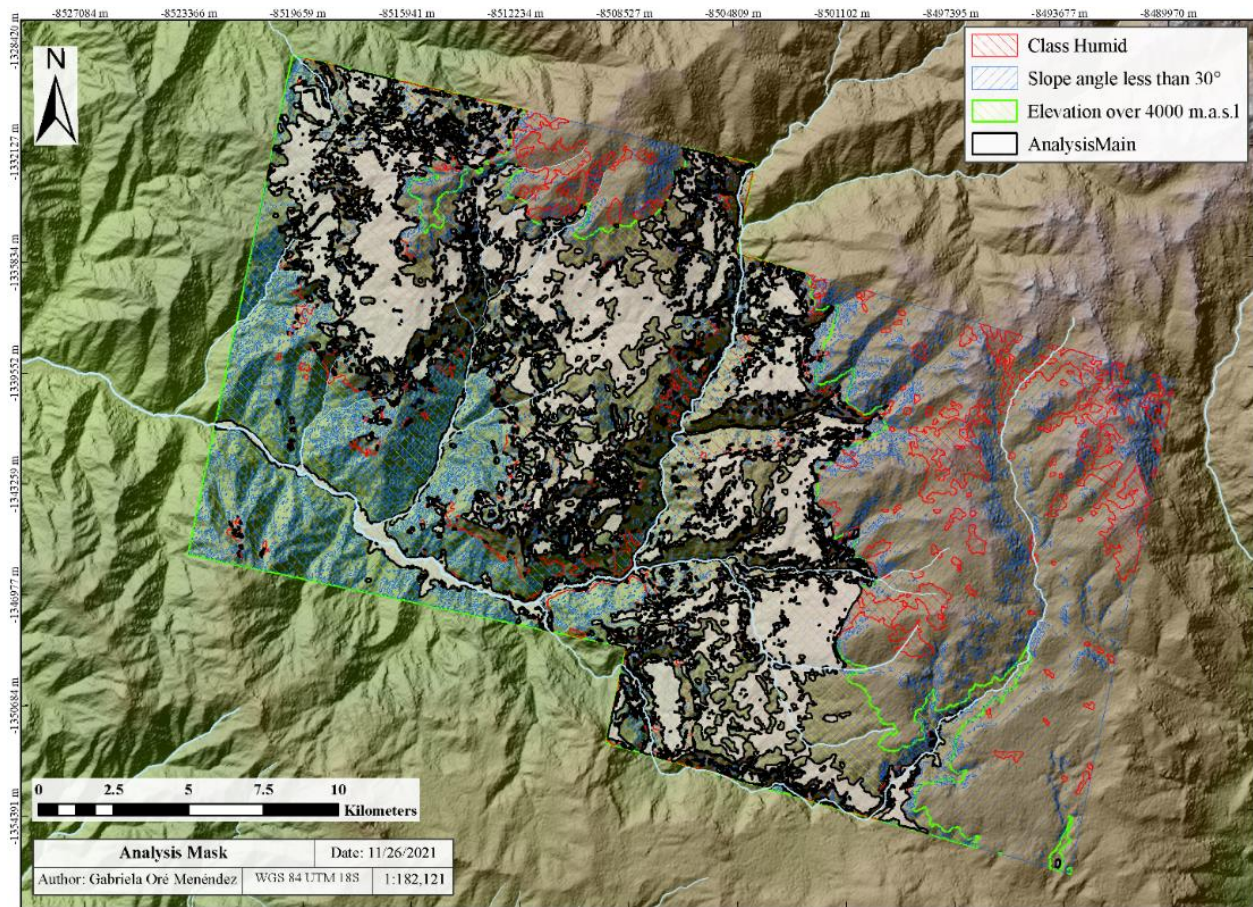 -8527084 m
-8523366 m
-8519659 m
-8515941 m
-8512234 m
-8508527 m
-8504809 m
-8501102 m
-8497395 m
-8493677 m
-8489970 m
-1328420 m
-1332127 m
-1335834 m
-1339552 m
-1343259 m
-1346977 m
-1350684 m
-1354391 m
N
Class Humid
Slope angle less than 30°
Elevation over 4000 m.a.s.l
AnalysisMain
0 2.5 5 7.5 10
Kilometers
Analysis Mask Date: 11/26/2021
Author: Gabriela Oré Menéndez WGS 84 UTM 18S 1:182,121